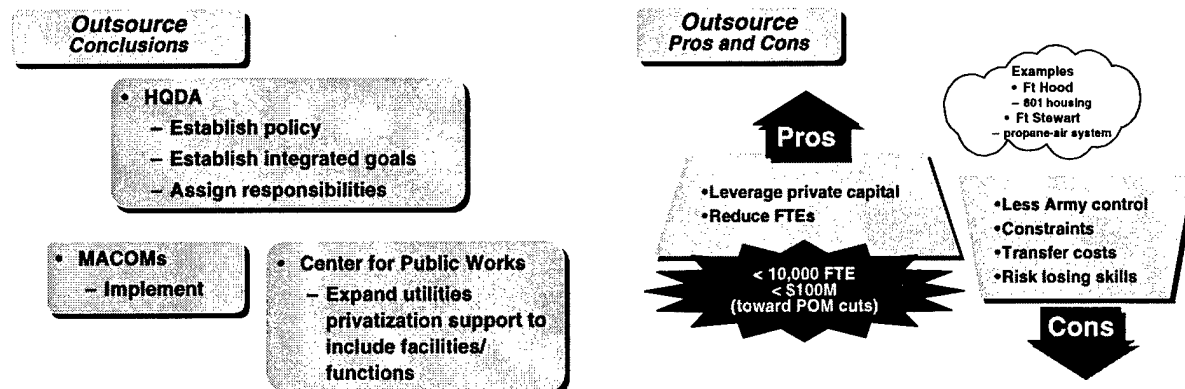 Outsource
Conclusions
• HQDA
– Establish policy
– Establish integrated goals
– Assign responsibilities
• MACOMs
– Implement
• Center for Public Works
– Expand utilities
privatization support to
include facilities/
functions
Outsource
Pros and Cons
Examples
• Ft Hood
– 801 housing
• Ft Stewart
– propane-air system
Pros
•Leverage private capital
•Reduce FTEs
< 10,000 FTE
< $100M
(toward POM cuts)
•Less Army control
•Constraints
•Transfer costs
•Risk losing skills
Cons